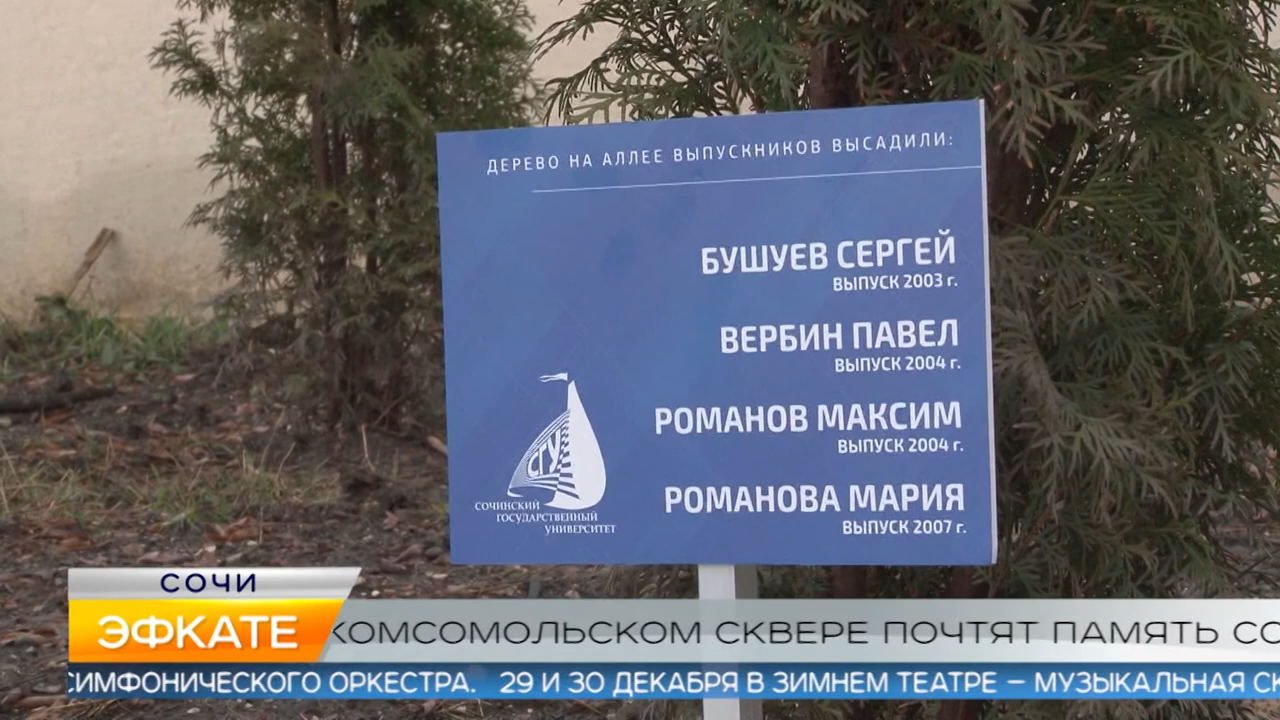 ДЕРЕВО НА АЛЛЕЕ ВЫПУСКНИКОВ ВЫСАДИЛИ:
БУШУЕВ СЕРГЕЙ
ВЫПУСК 2003 г.
ВЕРБИН ПАВЕЛ
ВЫПУСК 2004 г.
РОМАНОВ МАКСИМ
ВЫПУСК 2004 г.
РОМАНОВА МАРИЯ
ВЫПУСК 2007 г.
СГУ
СОЧИНСКИЙ
ГОСУДАРСТВЕННЫЙ
УНИВЕРСИТЕТ
СОЧИ
ЭФКАТЕ
КОМСОМОЛЬСКОМ СКВЕРЕ ПОЧТЯТ ПАМЯТЬ СО
СИМФОНИЧЕСКОГО ОРКЕСТРА. 29 И 30 ДЕКАБРЯ В ЗИМНЕМ ТЕАТРЕ – МУЗЫКАЛЬНАЯ СК